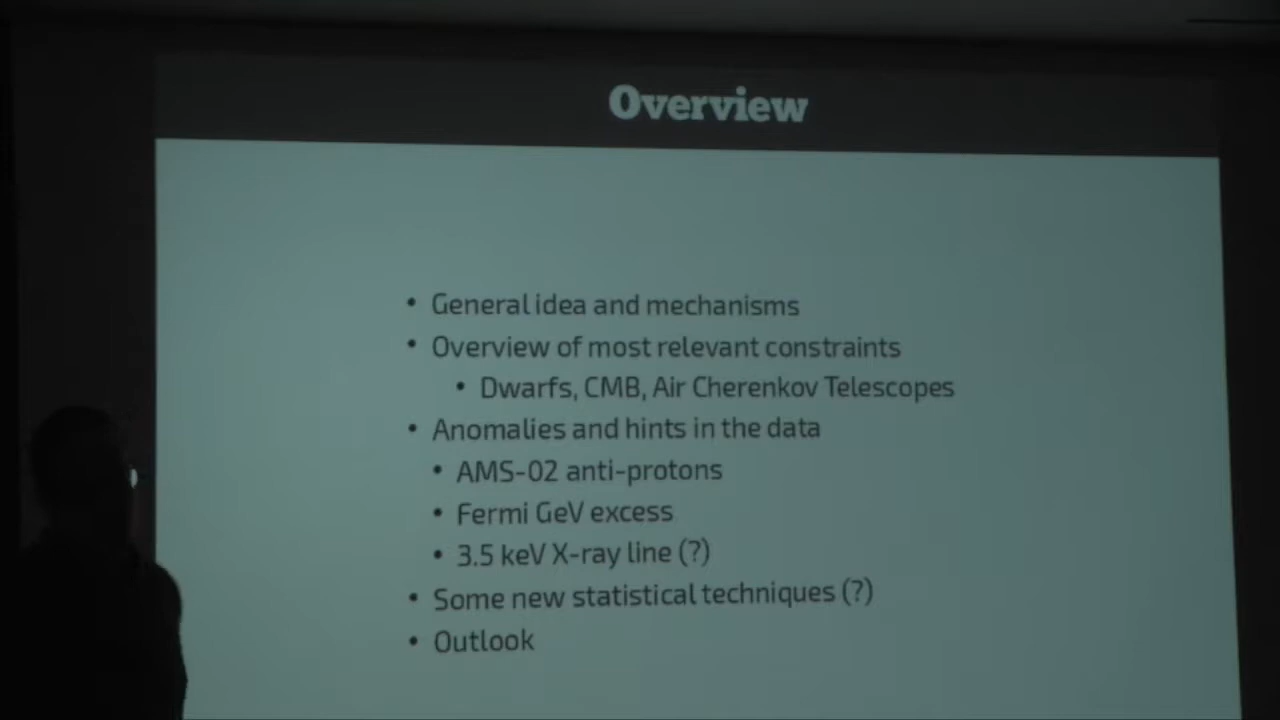 Overview
• General idea and mechanisms
• Overview of most relevant constraints
• Dwarfs, CMB, Air Cherenkov Telescopes
• Anomalies and hints in the data
• AMS-02 anti-protons
• Fermi GeV excess
• 3.5 keV X-ray line (?)
• Some new statistical techniques (?)
• Outlook